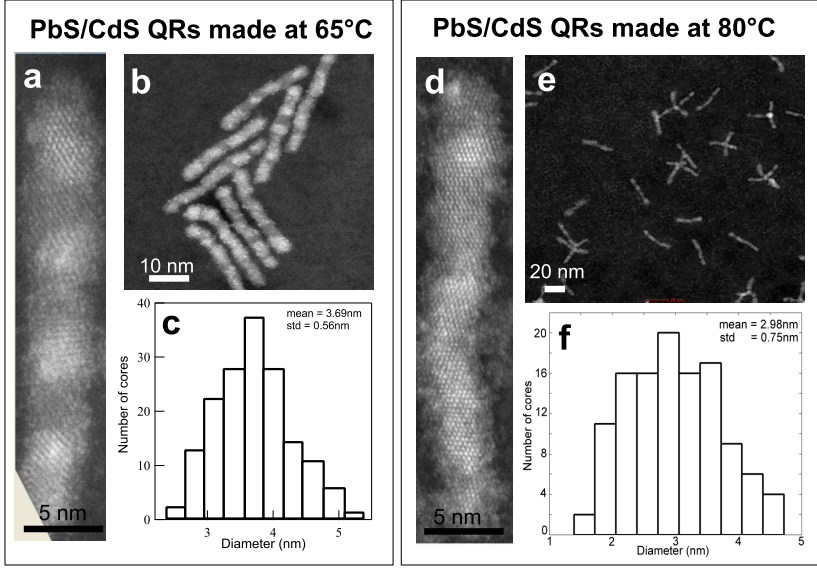 PbS/CdS QRs made at 65°C
a
b
10 nm
5 nm
c
mean = 3.69nm
std = 0.56nm
40
30
20
10
0
Number of cores
3 4 5
Diameter (nm)
PbS/CdS QRs made at 80°C
d
e
20 nm
5 nm
f
mean = 2.98nm
std = 0.75nm
20
16
12
8
4
0
Number of cores
1 2 3 4 5
Diameter (nm)